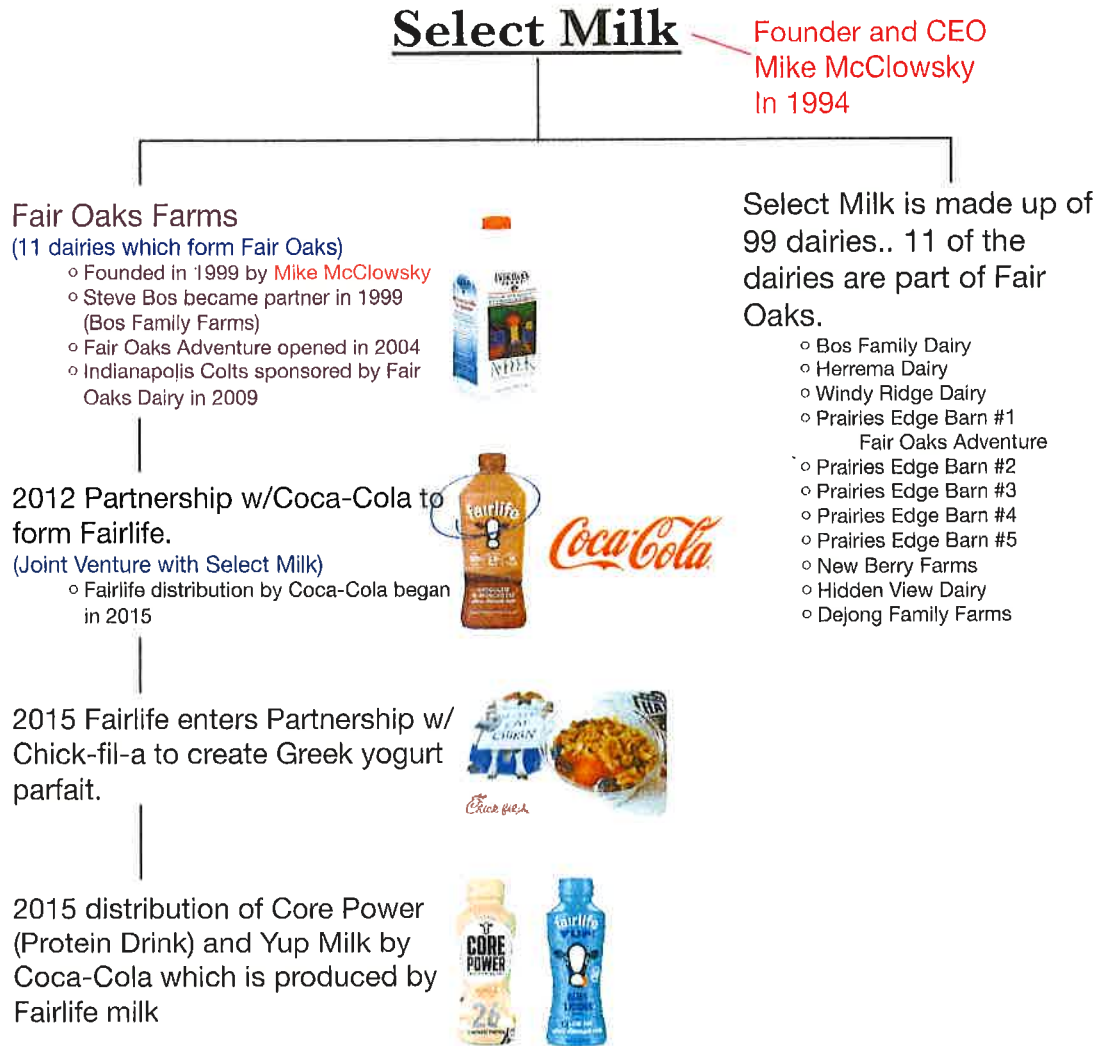 Select Milk
Founder and CEO
Mike McClowsky
In 1994
Fair Oaks Farms
(11 dairies which form Fair Oaks)
Founded in 1999 by Mike McClowsky
Steve Bos became partner in 1999
(Bos Family Farms)
Fair Oaks Adventure opened in 2004
Indianapolis Colts sponsored by Fair
Oaks Dairy in 2009
MILK
Select Milk is made up of
99 dairies.. 11 of the
dairies are part of Fair
Oaks.
Bos Family Dairy
Herrema Dairy
Windy Ridge Dairy
Prairies Edge Barn #1
Fair Oaks Adventure
Prairies Edge Barn #2
Prairies Edge Barn #3
Prairies Edge Barn #4
Prairies Edge Barn #5
New Berry Farms
Hidden View Dairy
Dejong Family Farms
2012 Partnership w/Coca-Cola to
form Fairlife.
(Joint Venture with Select Milk)
Fairlife distribution by Coca-Cola began
in 2015
fairlife
Coca-Cola
2015 Fairlife enters Partnership w/
Chick-fil-a to create Greek yogurt
parfait.
EAT
CHIKIN
Chick-fil-A
2015 distribution of Core Power
(Protein Drink) and Yup Milk by
Coca-Cola which is produced by
Fairlife milk
CORE
POWER
26
fairlife
YUP!